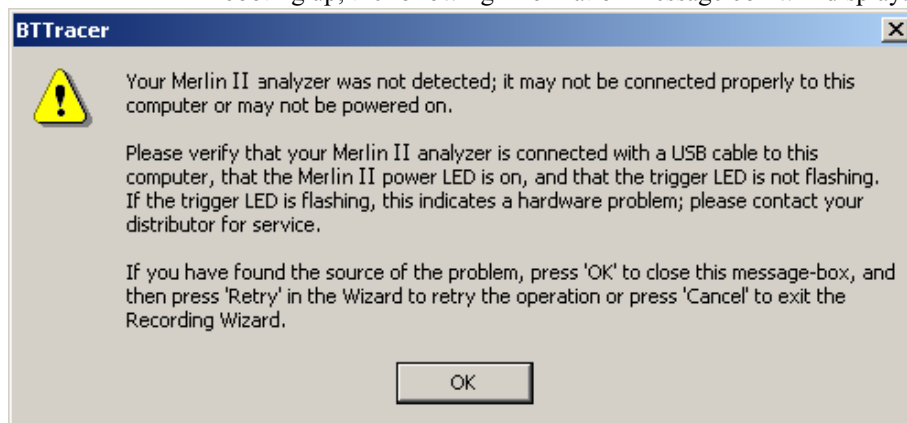 BTTracer
Your Merlin II analyzer was not detected; it may not be connected properly to this
computer or may not be powered on.
Please verify that your Merlin II analyzer is connected with a USB cable to this
computer, that the Merlin II power LED is on, and that the trigger LED is not flashing.
If the trigger LED is flashing, this indicates a hardware problem; please contact your
distributor for service.
If you have found the source of the problem, press 'OK' to close this message-box, and
then press 'Retry' in the Wizard to retry the operation or press 'Cancel' to exit the
Recording Wizard.
OK